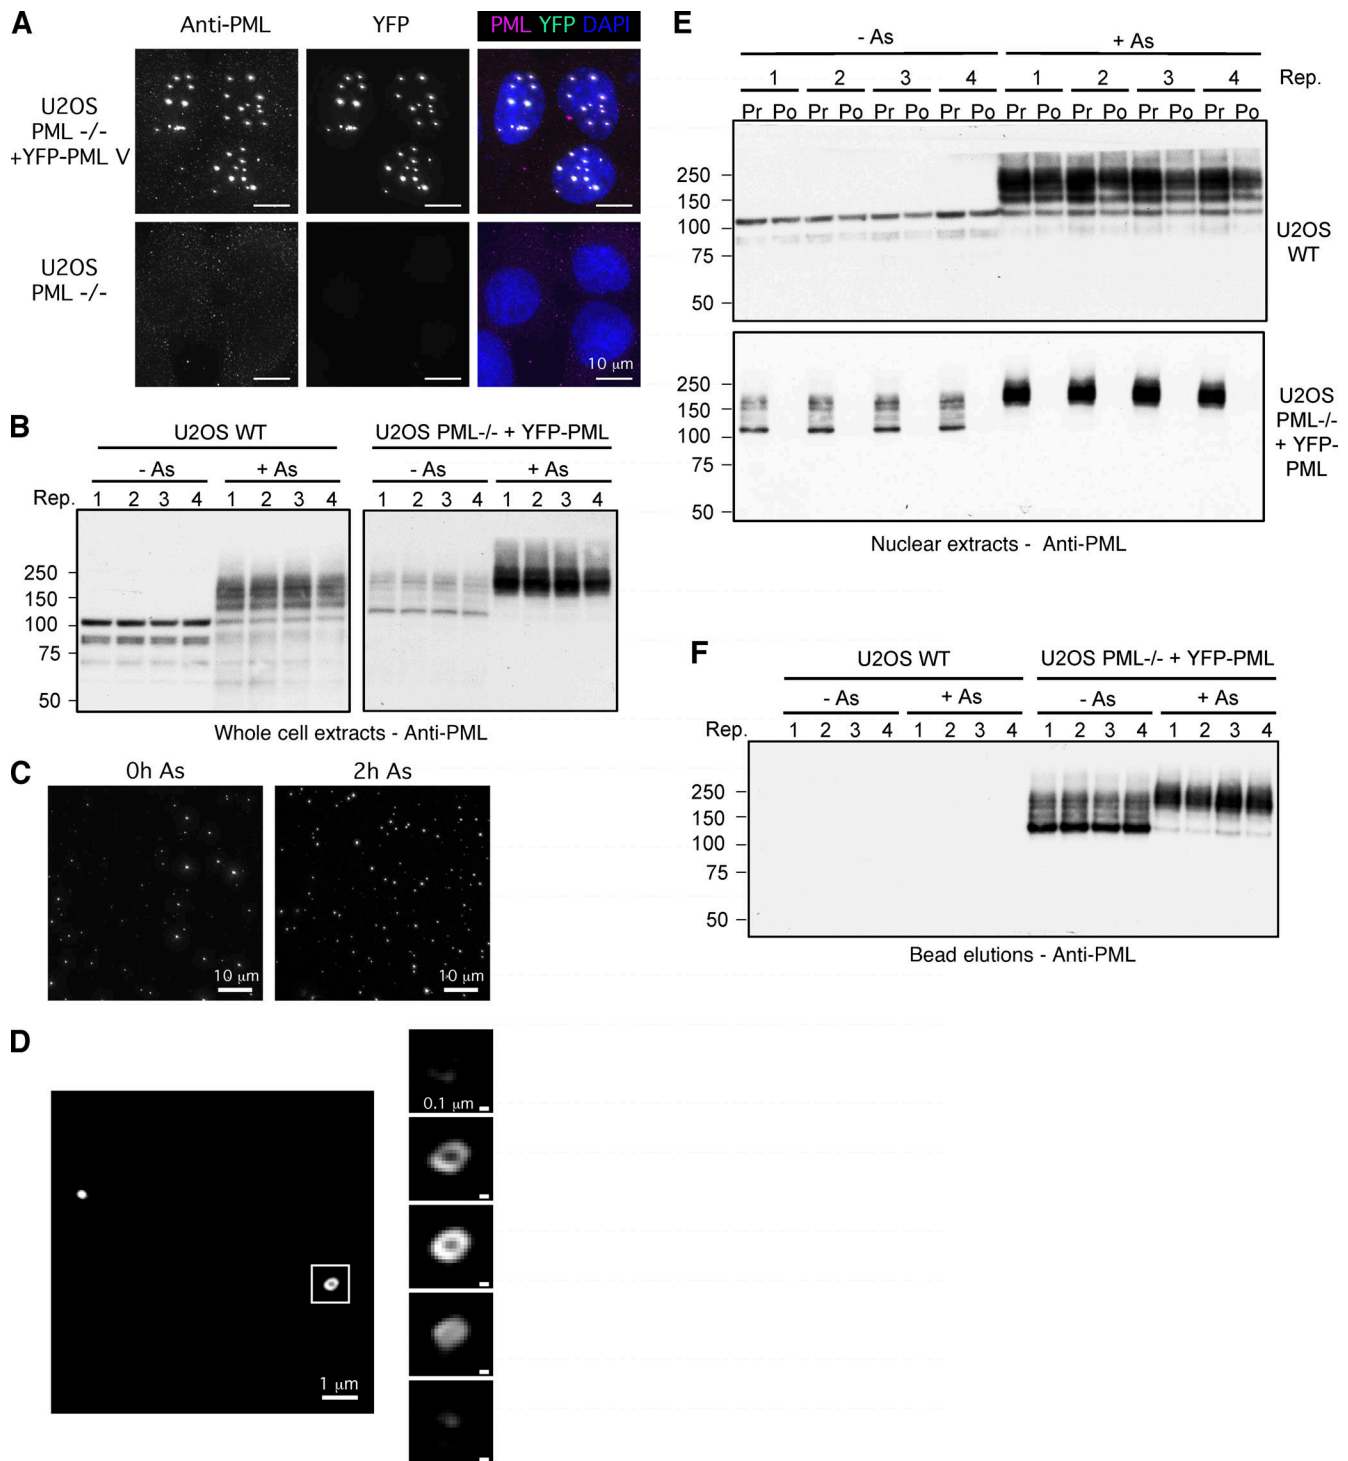 A
Anti-PML
YFP
PML YFP DAPI
U2OS
PML -/-
+YFP-PML V
U2OS
PML -/-
10 μm
B
U2OS WT
U2OS PML-/- + YFP-PML
- As
+ As
- As
+ As
Rep.
1 2 3 4
1 2 3 4
1 2 3 4
1 2 3 4
250
150
100
75
50
Whole cell extracts - Anti-PML
C
0h As
2h As
10 μm
10 μm
D
1 μm
0.1 μm
E
- As
+ As
1 2 3 4
1 2 3 4
Rep.
Pr Po Pr Po Pr Po Pr Po
Pr Po Pr Po Pr Po Pr Po
250
150
100
75
50
U2OS
WT
250
150
100
75
50
U2OS
PML-/-
+ YFP-
PML
Nuclear extracts - Anti-PML
F
U2OS WT
U2OS PML-/- + YFP-PML
- As
+ As
- As
+ As
Rep.
1 2 3 4
1 2 3 4
1 2 3 4
1 2 3 4
250
150
100
75
50
Bead elutions - Anti-PML